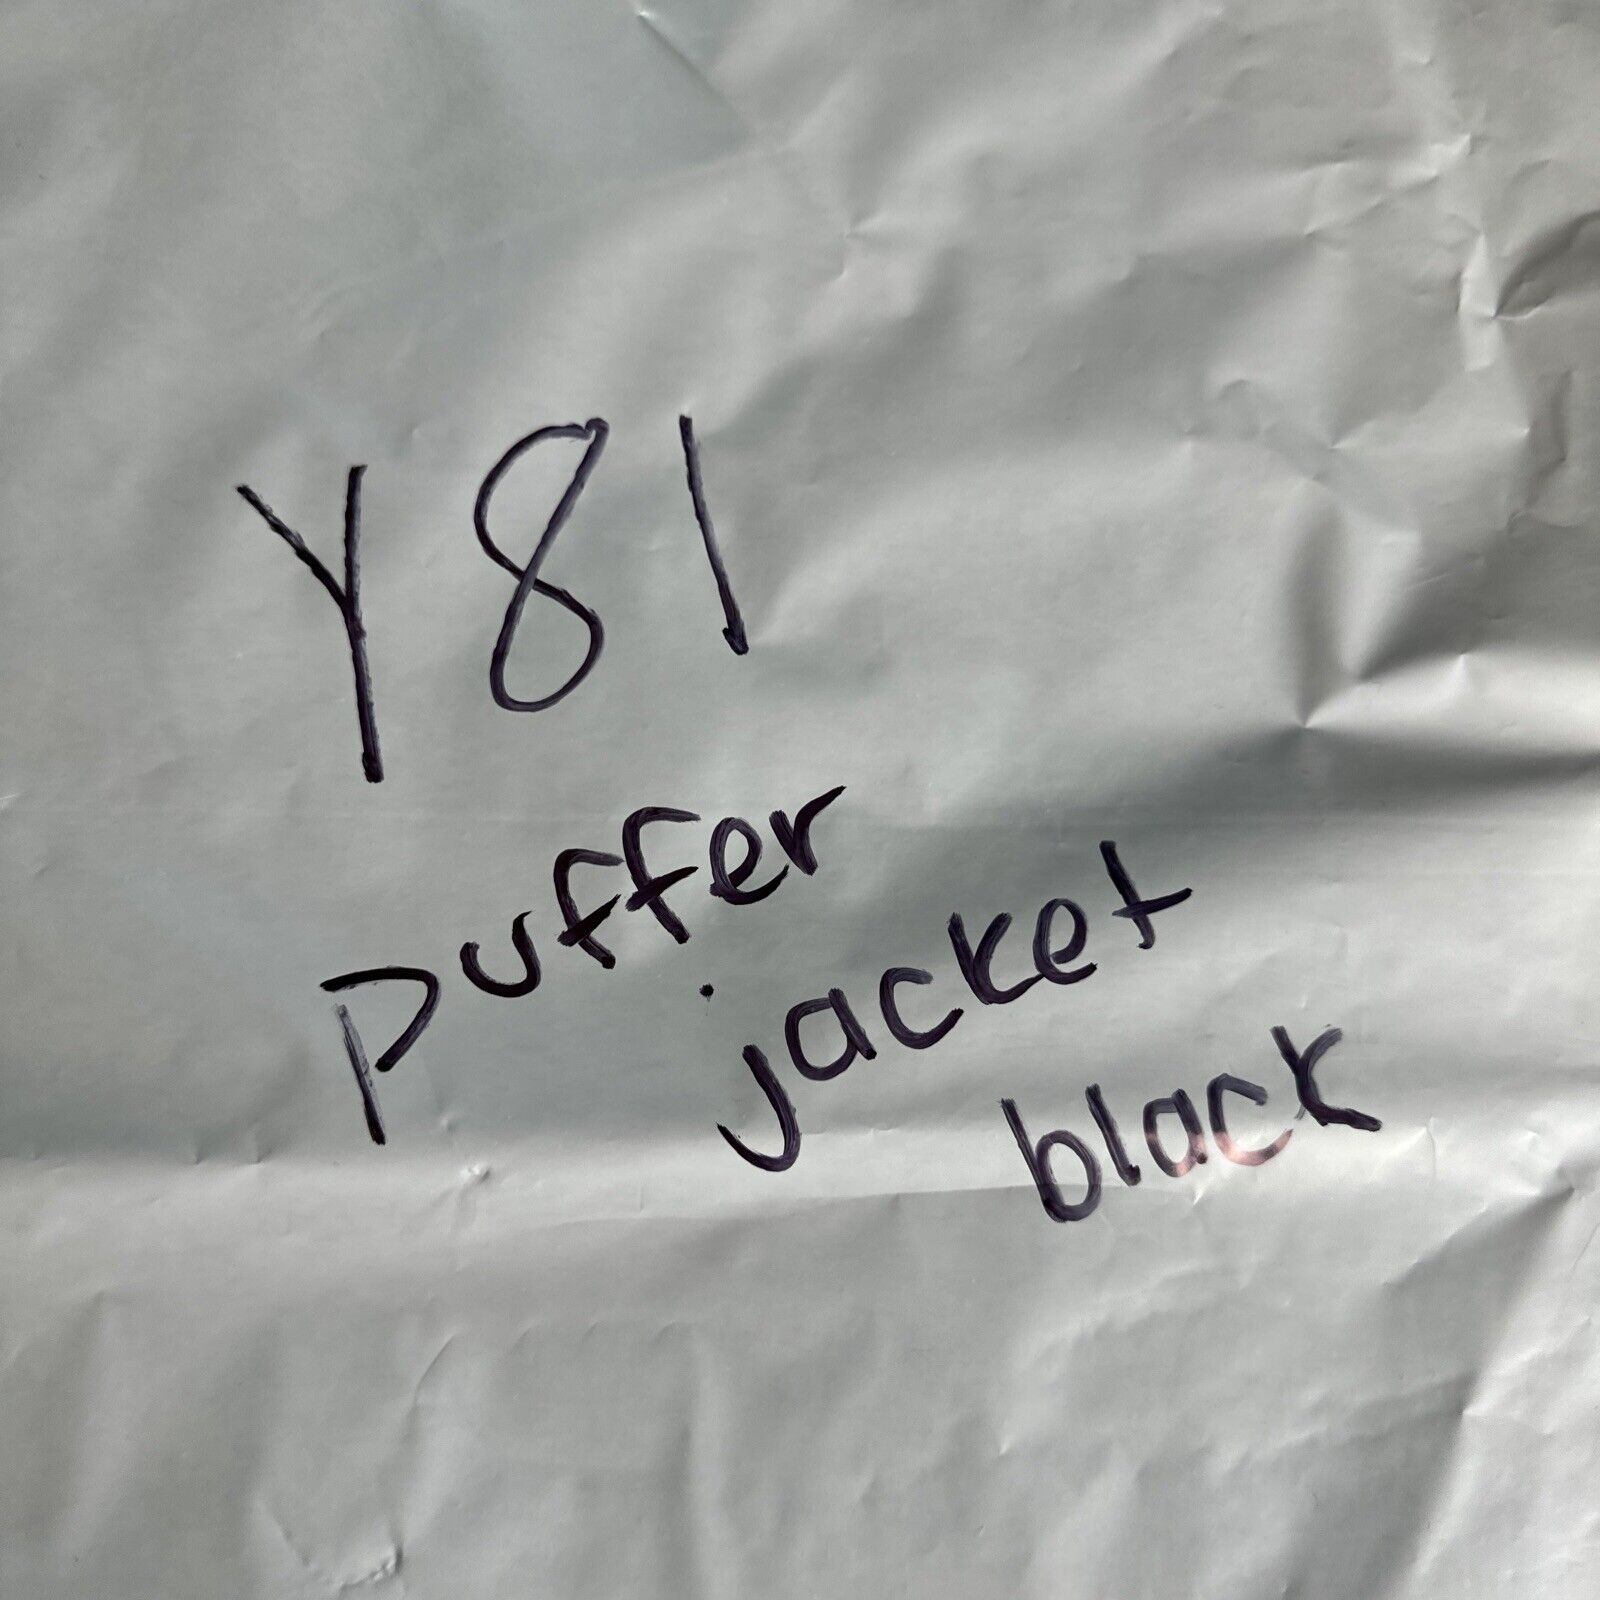 Y81
puffer
jacket
black